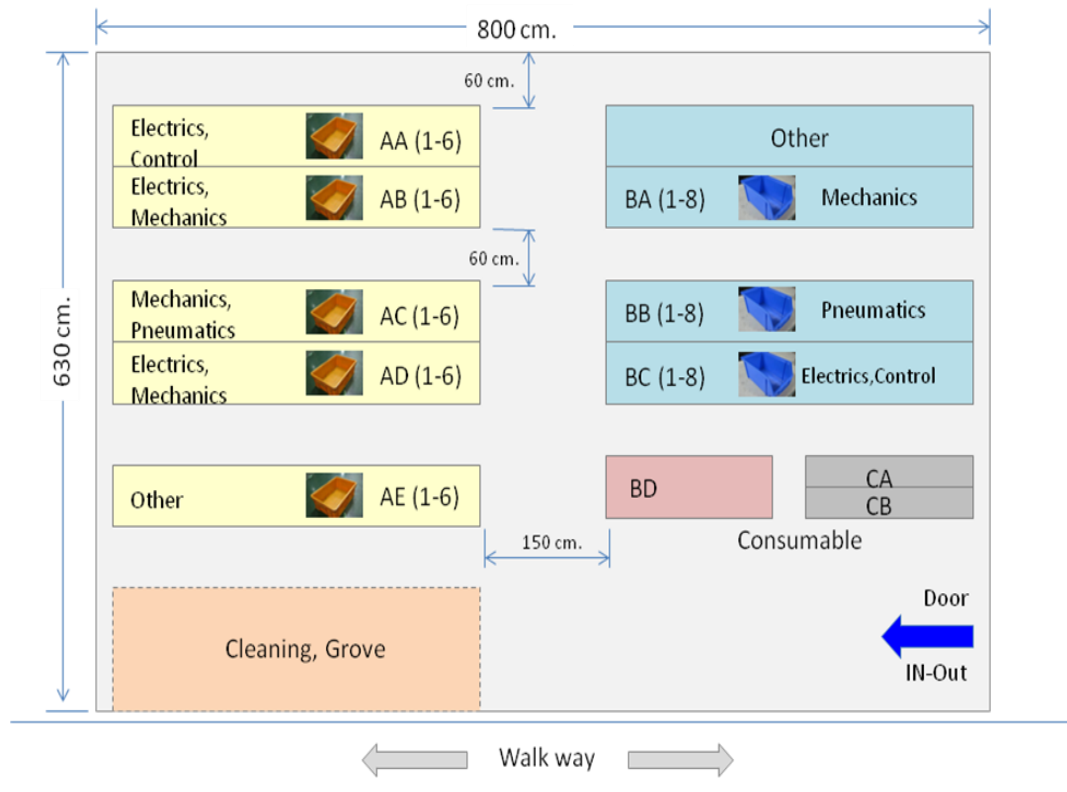 800 cm.
60 cm.
Electrics,
Control
AA (1-6)
Other
Electrics,
Mechanics
AB (1-6)
BA (1-8)
Mechanics
60 cm.
630 cm.
Mechanics,
Pneumatics
AC (1-6)
BB (1-8)
Pneumatics
Electrics,
Mechanics
AD (1-6)
BC (1-8)
Electrics,Control
Other
AE (1-6)
BD
CA
CB
150 cm.
Consumable
Door
Cleaning, Grove
IN-Out
Walk way